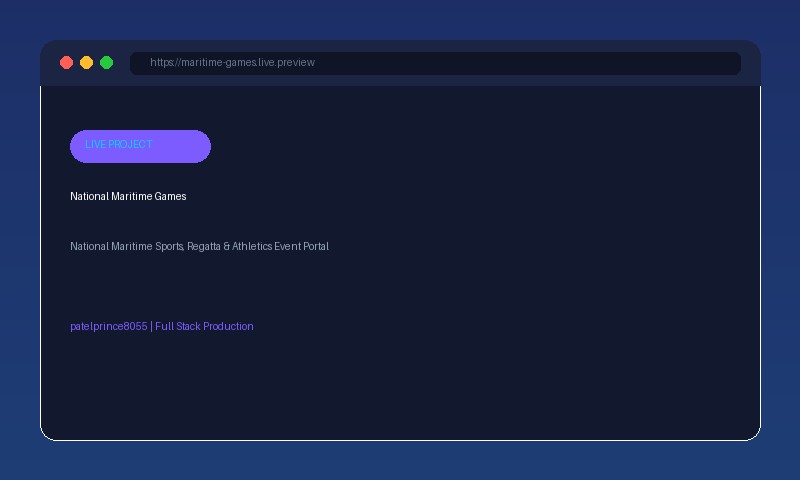 https://maritime-games.live.preview
LIVE PROJECT
National Maritime Games
National Maritime Sports, Regatta & Athletics Event Portal
patelprince8055 | Full Stack Production